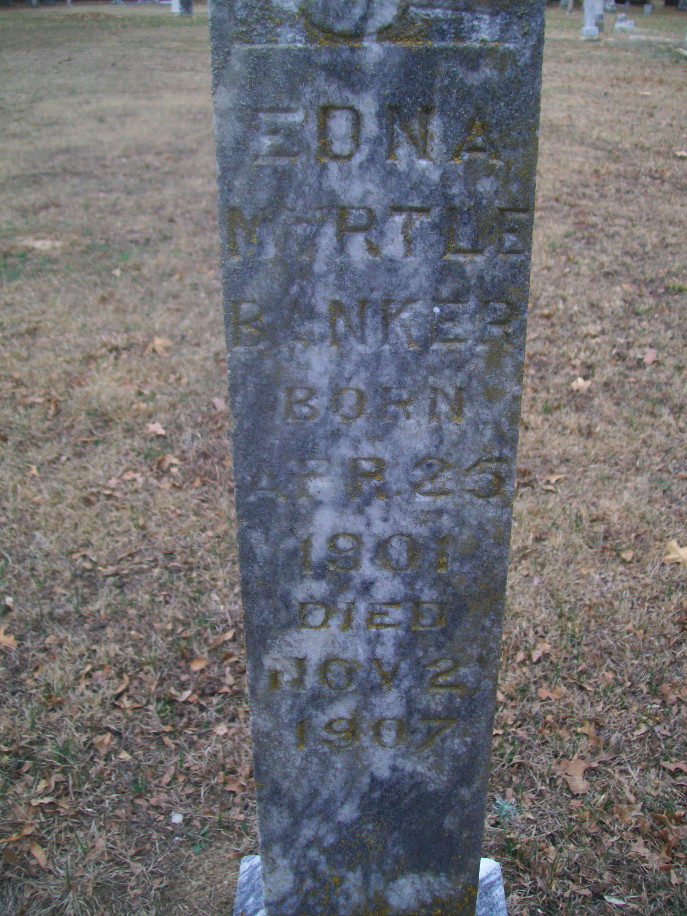 EDNA
MYRTLE
BANKER
BORN
APR. 25
1901
DIED
NOV 2
1907